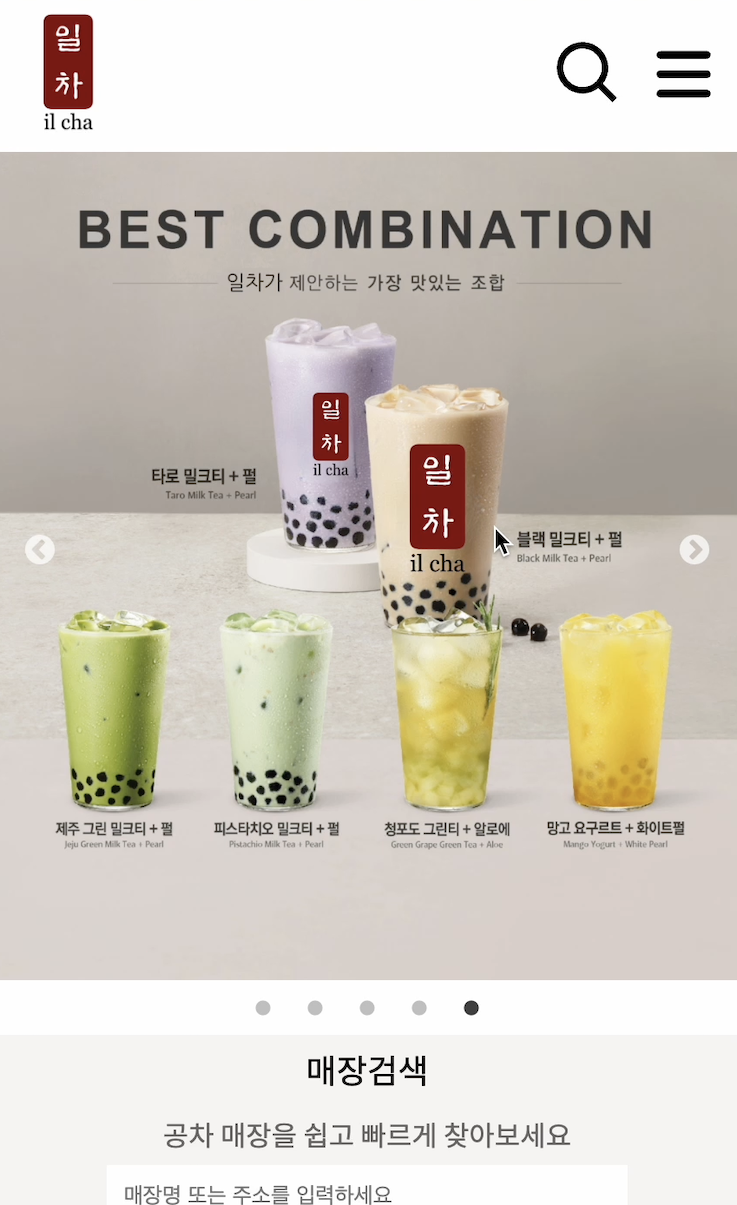 일
차
il cha
BEST COMBINATION
일차가 제안하는 가장 맛있는 조합
일
차
il cha
타로 밀크티 + 펄
Taro Milk Tea + Pearl
일
차
il cha
블랙 밀크티 + 펄
Black Milk Tea + Pearl
제주 그린 밀크티 + 펄
Jeju Green Milk Tea + Pearl
피스타치오 밀크티 + 펄
Pistachio Milk Tea + Pearl
청포도 그린티 + 알로에
Green Grape Green Tea + Aloe
망고 요구르트 + 화이트펄
Mango Yogurt + White Pearl
매장검색
공차 매장을 쉽고 빠르게 찾아보세요
매장명 또는 주소를 입력하세요